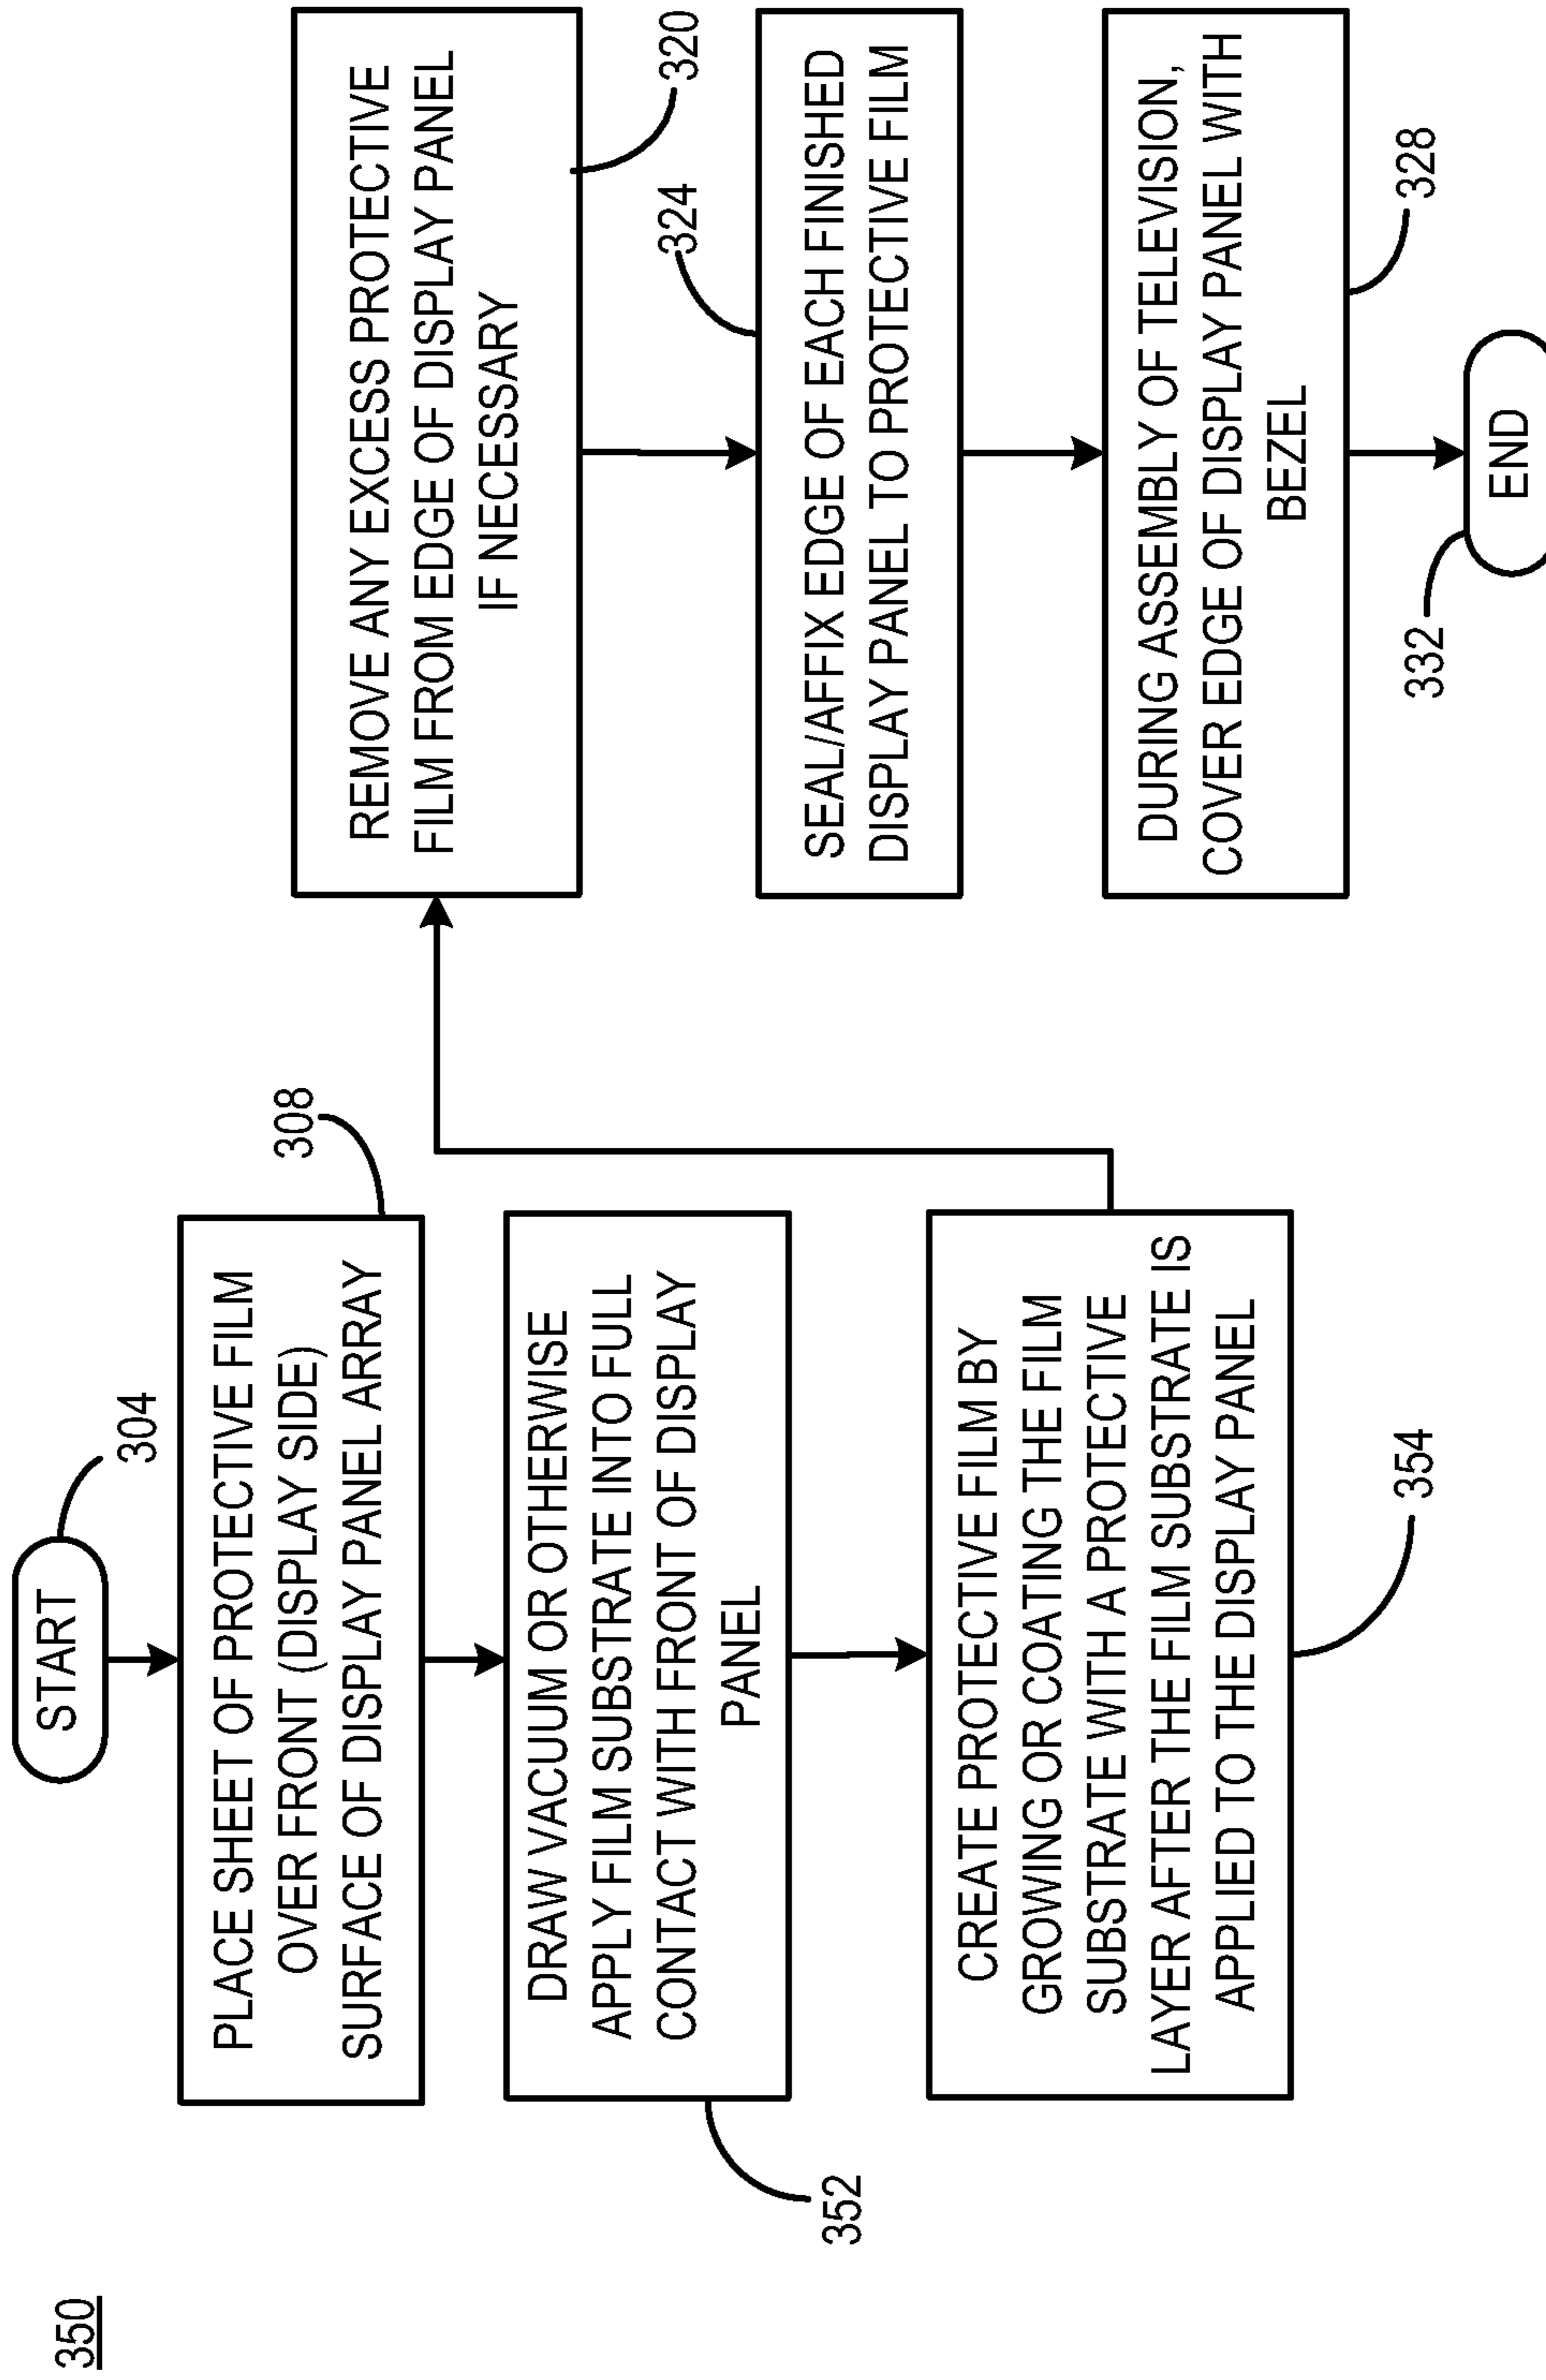 350
START
304
PLACE SHEET OF PROTECTIVE FILM
OVER FRONT (DISPLAY SIDE)
SURFACE OF DISPLAY PANEL ARRAY
308
DRAW VACUUM OR OTHERWISE
APPLY FILM SUBSTRATE INTO FULL
CONTACT WITH FRONT OF DISPLAY
PANEL
352
CREATE PROTECTIVE FILM BY
GROWING OR COATING THE FILM
SUBSTRATE WITH A PROTECTIVE
LAYER AFTER THE FILM SUBSTRATE IS
APPLIED TO THE DISPLAY PANEL
354
REMOVE ANY EXCESS PROTECTIVE
FILM FROM EDGE OF DISPLAY PANEL
IF NECESSARY
320
324
SEAL/AFFIX EDGE OF EACH FINISHED
DISPLAY PANEL TO PROTECTIVE FILM
DURING ASSEMBLY OF TELEVISION,
COVER EDGE OF DISPLAY PANEL WITH
BEZEL
328
332
END